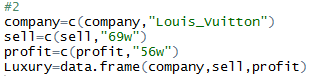 #2
company=c(company,"Louis_Vuitton")
sell=c(sell,"69w")
profit=c(profit,"56w")
Luxury=data.frame(company,sell,profit)